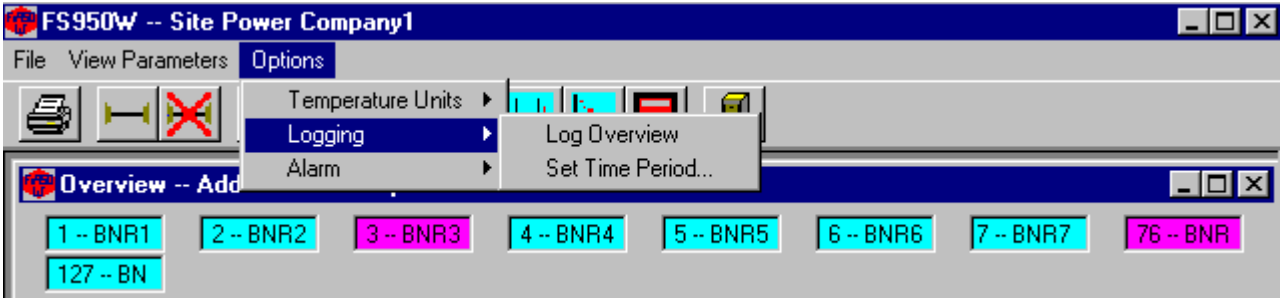 FS950W -- Site Power Company1
File View Parameters Options
Temperature Units
Logging
Log Overview
Alarm
Set Time Period...
Overview -- Add
1 -- BNR1 2 -- BNR2 3 -- BNR3 4 -- BNR4 5 -- BNR5 6 -- BNR6 7 -- BNR7 76 -- BNR
127 -- BN